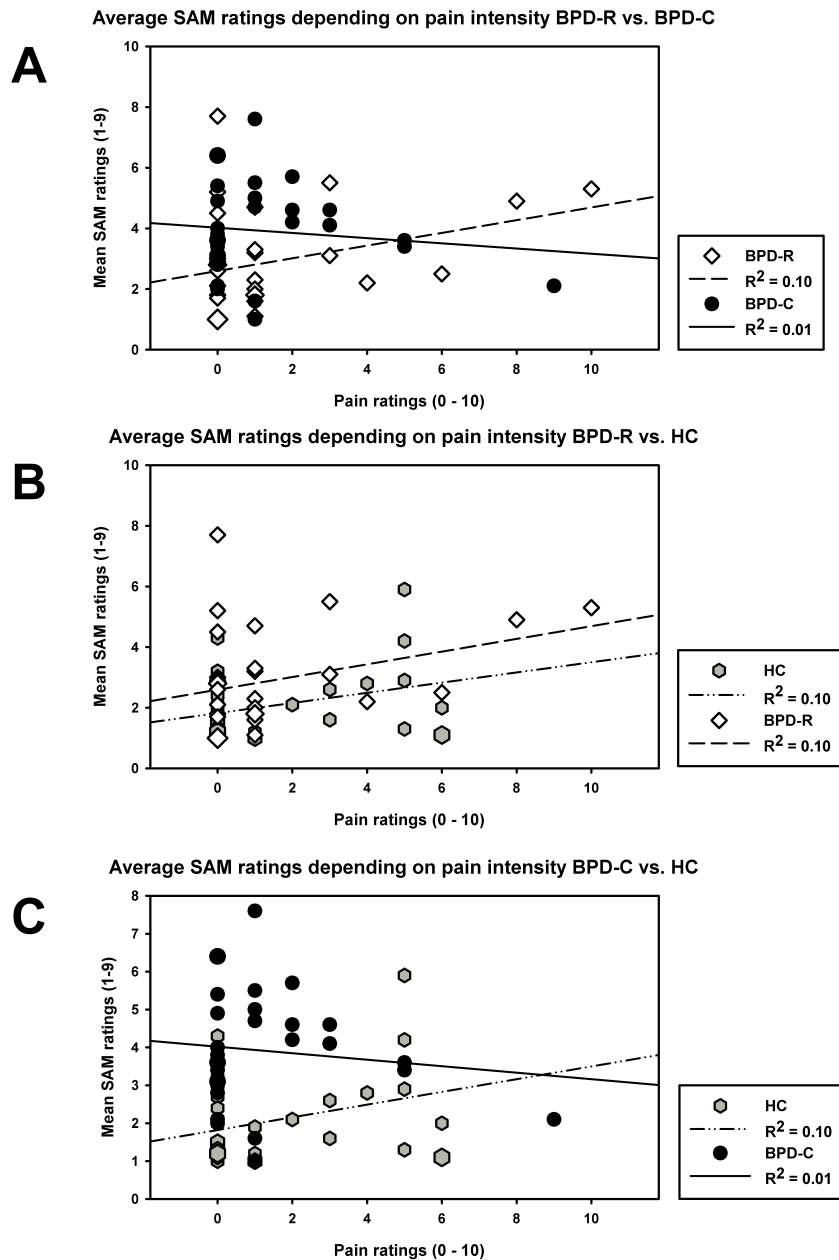 Average SAM ratings depending on pain intensity BPD-R vs. BPD-C
A
Mean SAM ratings (1-9)
10
8
6
4
2
0
0 2 4 6 8 10
Pain ratings (0 - 10)
BPD-R
R² = 0.10
BPD-C
R² = 0.01
Average SAM ratings depending on pain intensity BPD-R vs. HC
B
Mean SAM ratings (1-9)
10
8
6
4
2
0
0 2 4 6 8 10
Pain ratings (0 - 10)
HC
R² = 0.10
BPD-R
R² = 0.10
Average SAM ratings depending on pain intensity BPD-C vs. HC
C
Mean SAM ratings (1-9)
8
7
6
5
4
3
2
1
0
0 2 4 6 8 10
Pain ratings (0 - 10)
HC
R² = 0.10
BPD-C
R² = 0.01